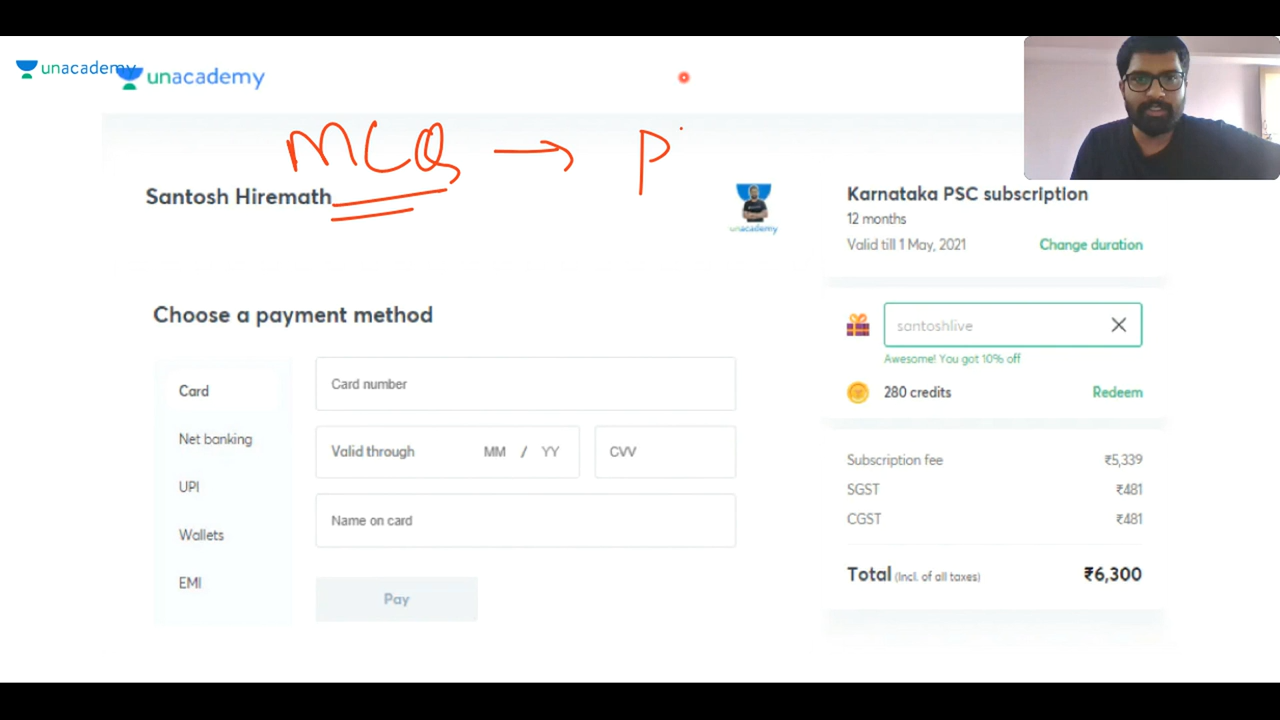 unacademy
unacademy
MCQs → P
Santosh Hiremath
unacademy
Karnataka PSC subscription
12 months
Valid till 1 May, 2021
Change duration
santoshlive
Awesome! You got 10% off
280 credits
Redeem
Choose a payment method
Card
Net banking
UPI
Wallets
EMI
Card number
Valid through MM / YY
CVV
Name on card
Pay
Subscription fee ₹5,339
SGST ₹481
CGST ₹481
Total (Incl. of all taxes) ₹6,300